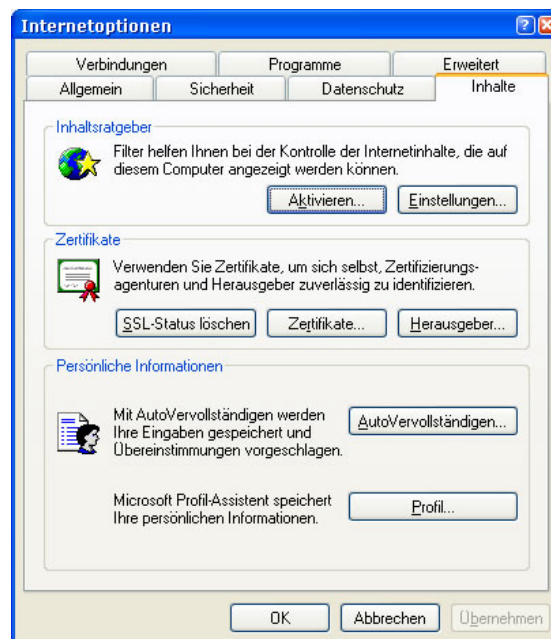 Internetoptionen
Verbindungen Programme Erweitert
Allgemein Sicherheit Datenschutz Inhalte
Inhaltsratgeber
Filter helfen Ihnen bei der Kontrolle der Internetinhalte, die auf
diesem Computer angezeigt werden können.
Aktivieren... Einstellungen...
Zertifikate
Verwenden Sie Zertifikate, um sich selbst, Zertifizierungs-
agenturen und Herausgeber zuverlässig zu identifizieren.
SSL-Status löschen Zertifikate... Herausgeber...
Persönliche Informationen
Mit AutoVervollständigen werden
Ihre Eingaben gespeichert und
Übereinstimmungen vorgeschlagen.
AutoVervollständigen...
Microsoft Profil-Assistent speichert
Ihre persönlichen Informationen.
Profil...
OK Abbrechen Übernehmen